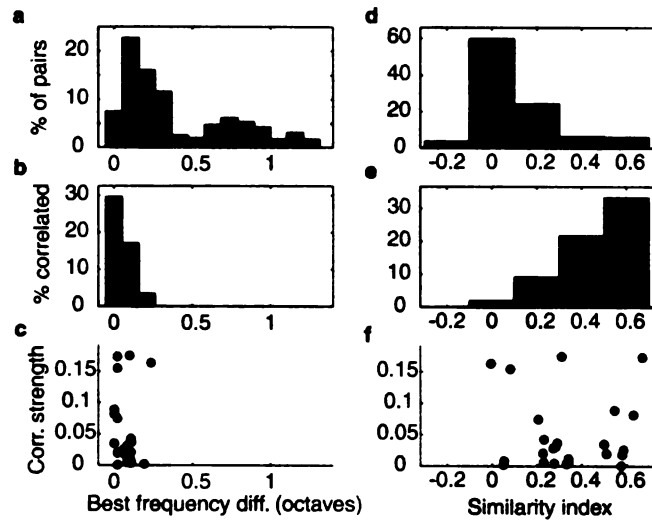 a
% of pairs
20
10
0
0 0.5 1
b
% correlated
30
20
10
0
0 0.5 1
c
Corr. strength
0.15
0.1
0.05
0
0 0.5 1
Best frequency diff. (octaves)
d
60
40
20
0
-0.2 0 0.2 0.4 0.6
e
30
20
10
0
-0.2 0 0.2 0.4 0.6
f
0.15
0.1
0.05
0
-0.2 0 0.2 0.4 0.6
Similarity index